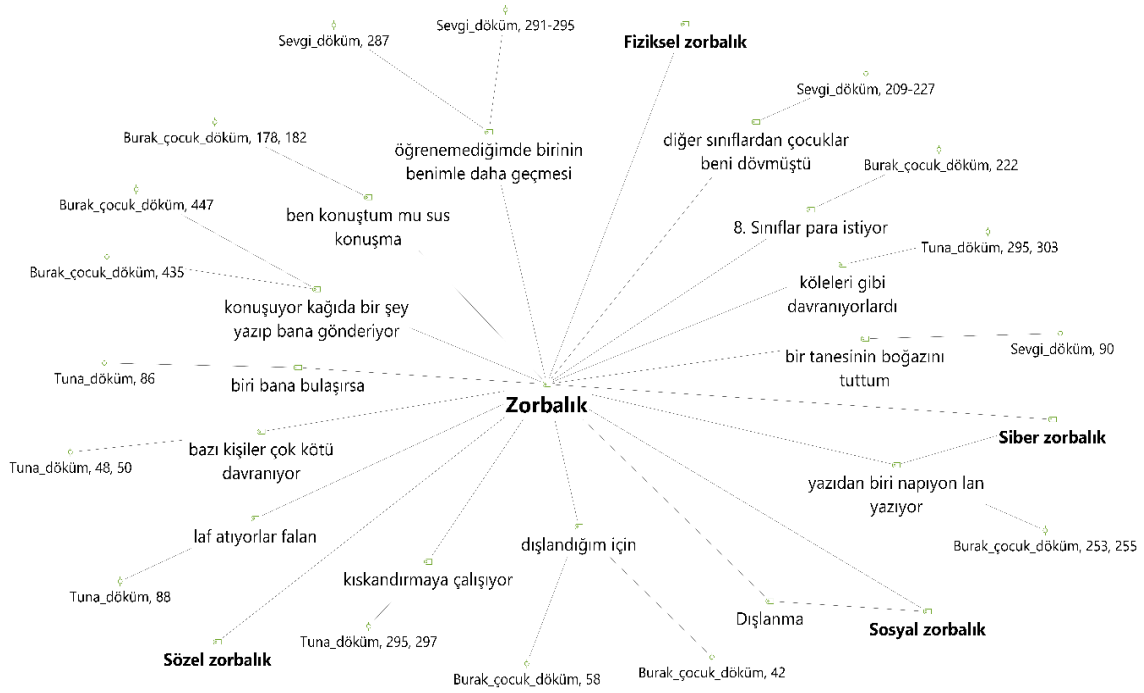 Sevgi_döküm, 291-295
Sevgi_döküm, 287
Fiziksel zorbalık
Sevgi_döküm, 209-227
Burak_çocuk_döküm, 178, 182
öğrenemediğimde birinin
benimle daha geçmesi
diğer sınıflardan çocuklar
beni dövmüştü
Burak_çocuk_döküm, 222
Burak_çocuk_döküm, 447
ben konuştum mu sus
konuşma
8. Sınıflar para istiyor
Tuna_döküm, 295, 303
Burak_çocuk_döküm, 435
konuşuyor kağıda bir şey
yazıp bana gönderiyor
köleleri gibi
davranıyorlardı
Sevgi_döküm, 90
bir tanesinin boğazını
tuttum
Tuna_döküm, 86
biri bana bulaşırsa
Zorbalık
Siber zorbalık
Tuna_döküm, 48, 50
bazı kişiler çok kötü
davranıyor
yazıdan biri napıyon lan
yazıyor
laf atıyorlar falan
dışlandığım için
Burak_çocuk_döküm, 253, 255
kıskandırmaya çalışıyor
Tuna_döküm, 88
Dışlanma
Sosyal zorbalık
Tuna_döküm, 295, 297
Sözel zorbalık
Burak_çocuk_döküm, 58
Burak_çocuk_döküm, 42